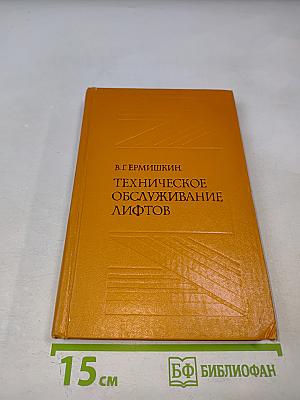 В.Г. ЕРМИШКИН
ТЕХНИЧЕСКОЕ
ОБСЛУЖИВАНИЕ
ЛИФТОВ
15 см
БФ БИБЛИОФАН